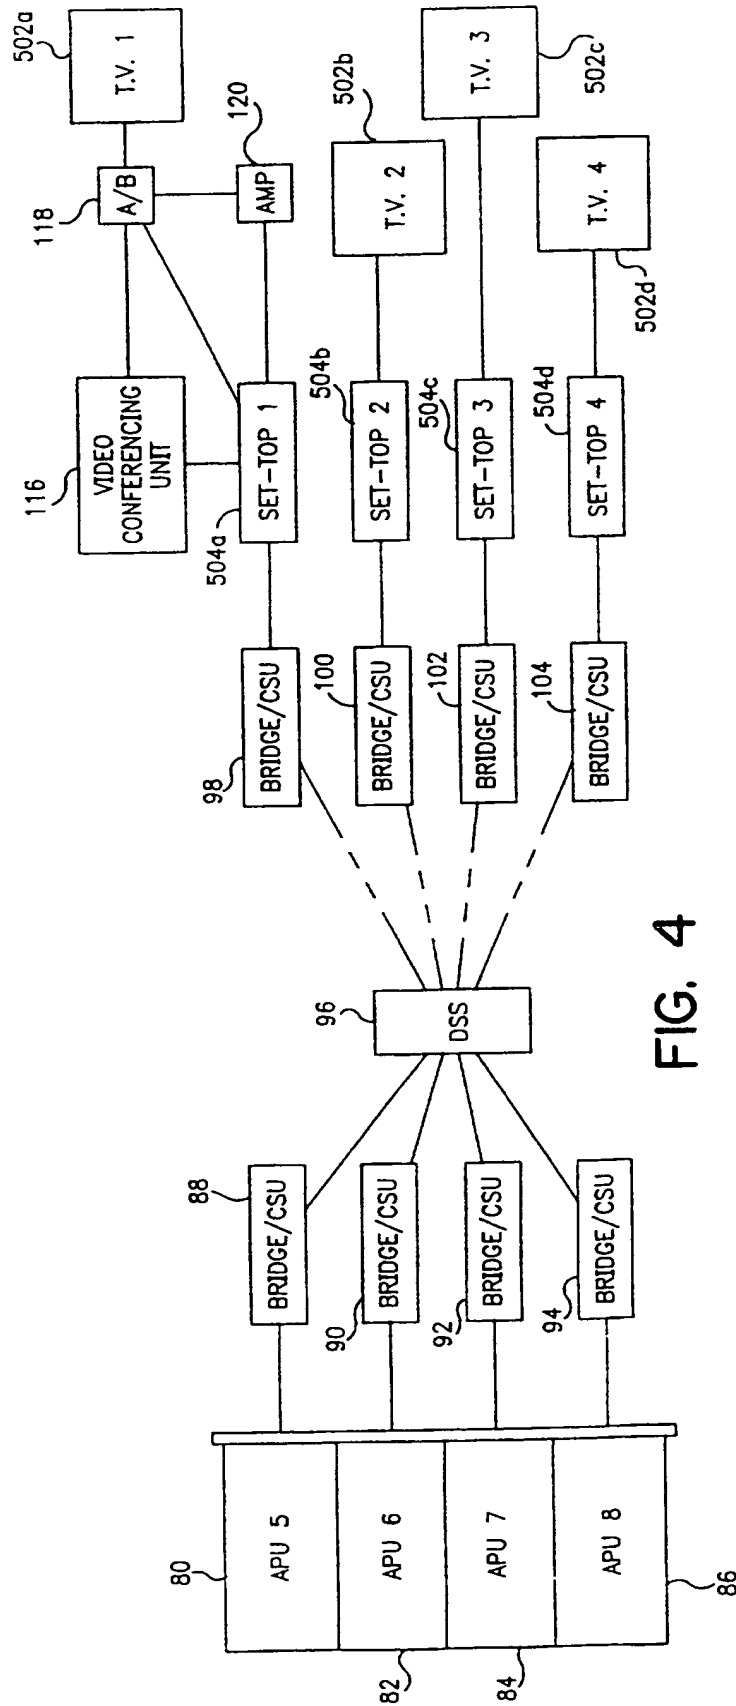 80
APU 5
82
APU 6
84
APU 7
86
APU 8
88
BRIDGE/CSU
90
BRIDGE/CSU
92
BRIDGE/CSU
94
BRIDGE/CSU
96
DSS
98
BRIDGE/CSU
100
BRIDGE/CSU
102
BRIDGE/CSU
104
BRIDGE/CSU
116
VIDEO
CONFERENCING
UNIT
504a
SET-TOP 1
504b
SET-TOP 2
504c
SET-TOP 3
504d
SET-TOP 4
118
A/B
120
AMP
502a
T.V. 1
502b
T.V. 2
502c
T.V. 3
502d
T.V. 4
FIG. 4